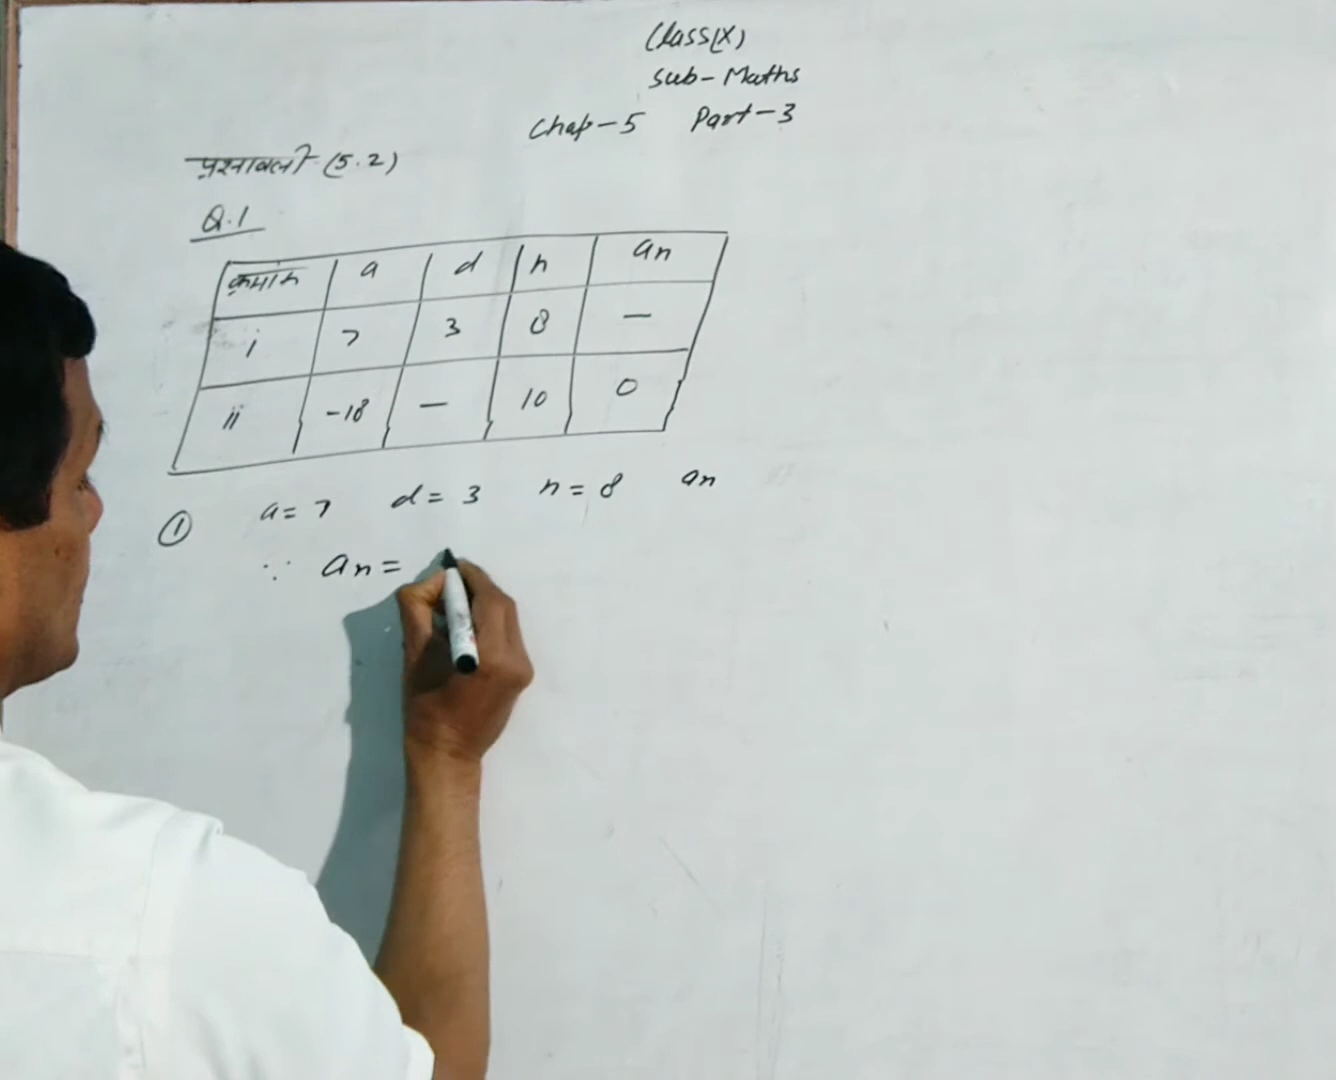 Class(X)
Sub- Maths
Chap-5 Part-3
प्रश्नावली (5.2)
Q.1
क्रमांक a d n an
i 7 3 8 —
ii -18 — 10 0
① a = 7 d = 3 n = 8 an
∵ an =